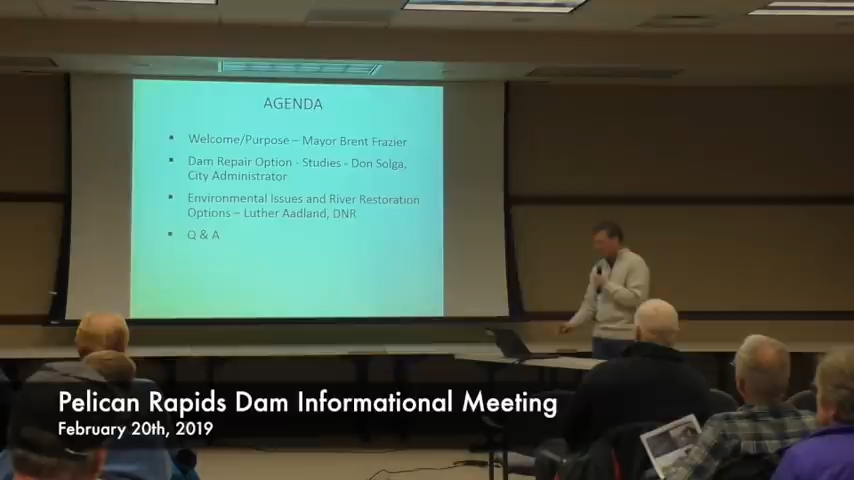 AGENDA
▪ Welcome/Purpose – Mayor Brent Frazier
▪ Dam Repair Option - Studies - Don Solga,
City Administrator
▪ Environmental Issues and River Restoration
Options – Luther Aadland, DNR
▪ Q & A
Pelican Rapids Dam Informational Meeting
February 20th, 2019